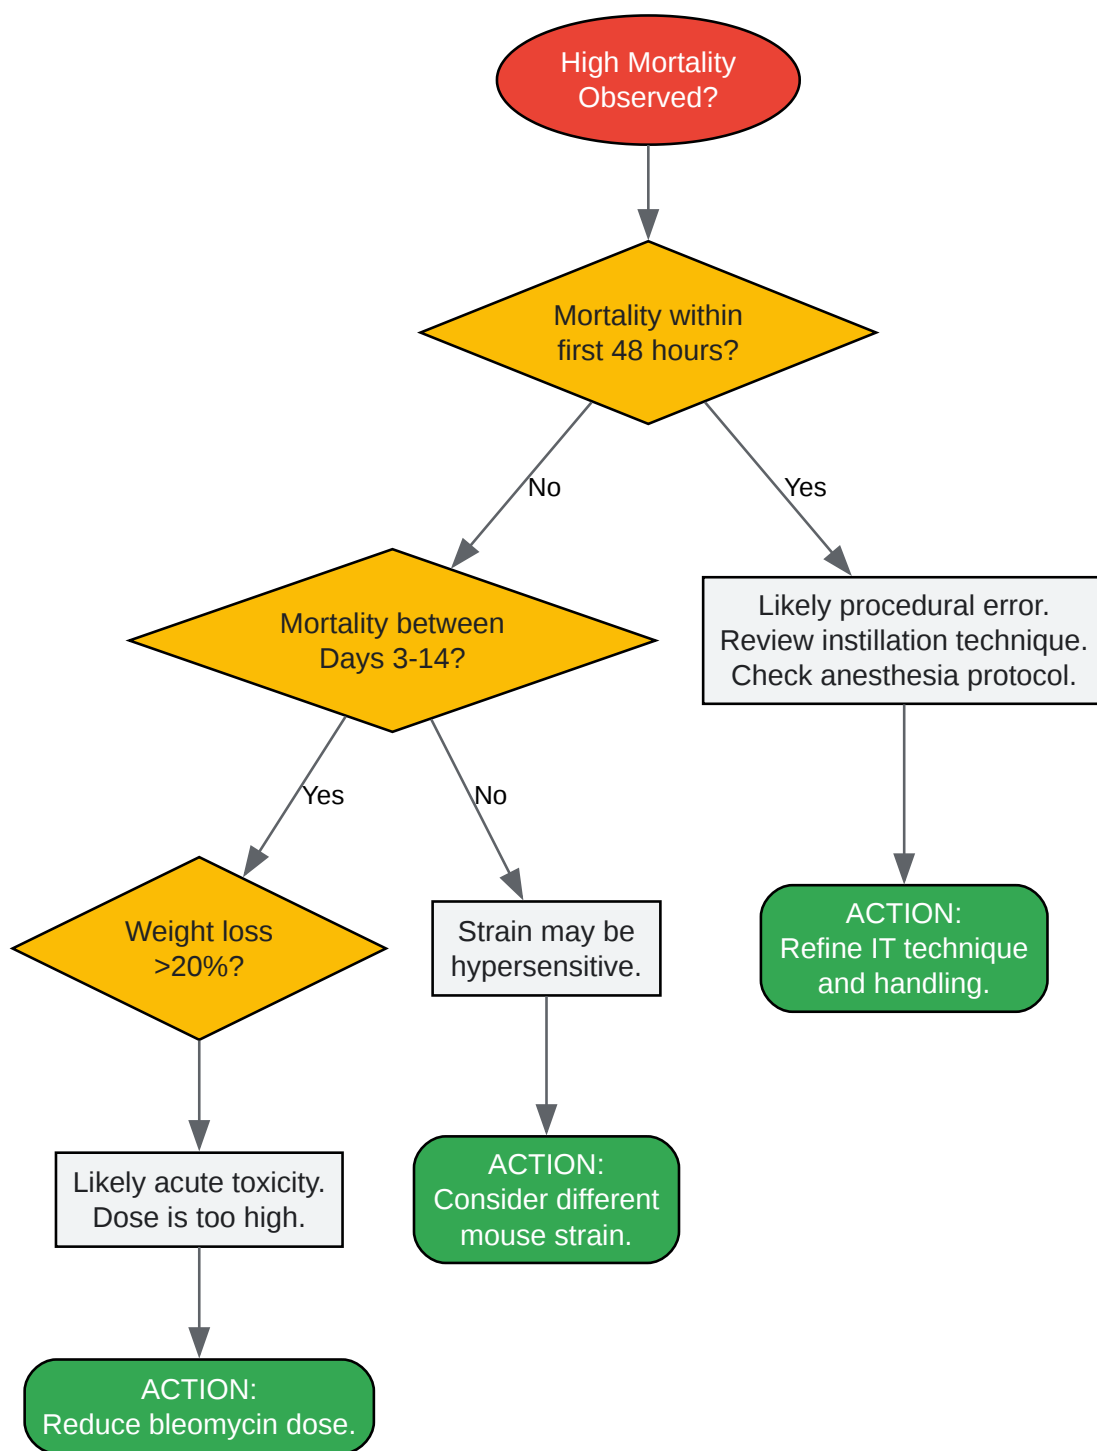 High Mortality
Observed?
Mortality within
first 48 hours?
No
Yes
Mortality between
Days 3-14?
Likely procedural error.
Review instillation technique.
Check anesthesia protocol.
Yes
No
Weight loss
>20%?
Strain may be
hypersensitive.
ACTION:
Refine IT technique
and handling.
Likely acute toxicity.
Dose is too high.
ACTION:
Consider different
mouse strain.
ACTION:
Reduce bleomycin dose.